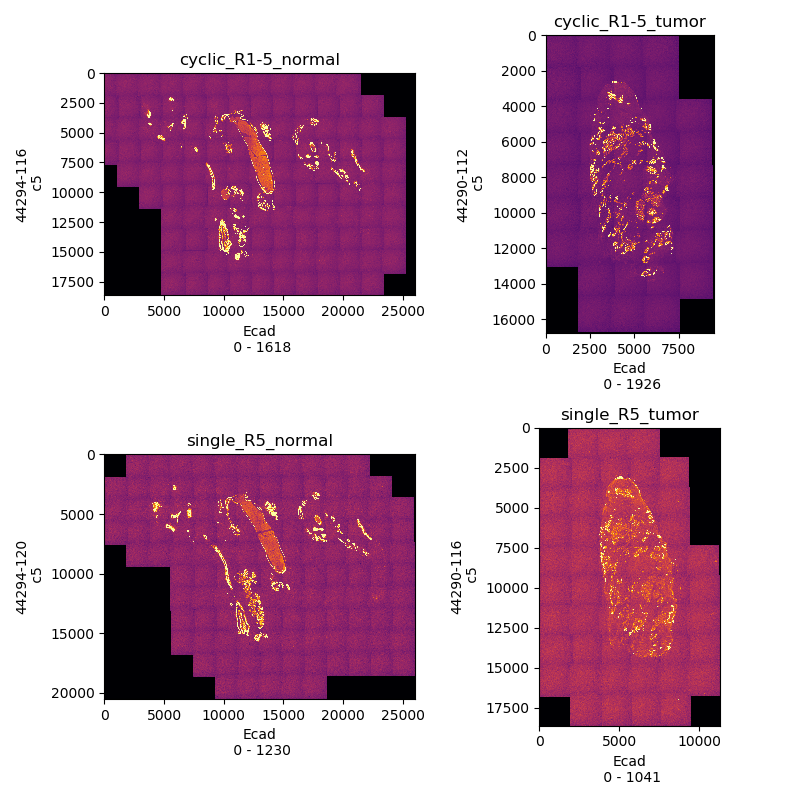 cyclic_R1-5_normal
0
2500
5000
7500
10000
12500
15000
17500
44294-116
c5
0 5000 10000 15000 20000 25000
Ecad
0 - 1618
cyclic_R1-5_tumor
0
2000
4000
6000
8000
10000
12000
14000
16000
44290-112
c5
0 2500 5000 7500
Ecad
0 - 1926
single_R5_normal
0
5000
10000
15000
20000
44294-120
c5
0 5000 10000 15000 20000 25000
Ecad
0 - 1230
single_R5_tumor
0
2500
5000
7500
10000
12500
15000
17500
44290-116
c5
0 5000 10000
Ecad
0 - 1041